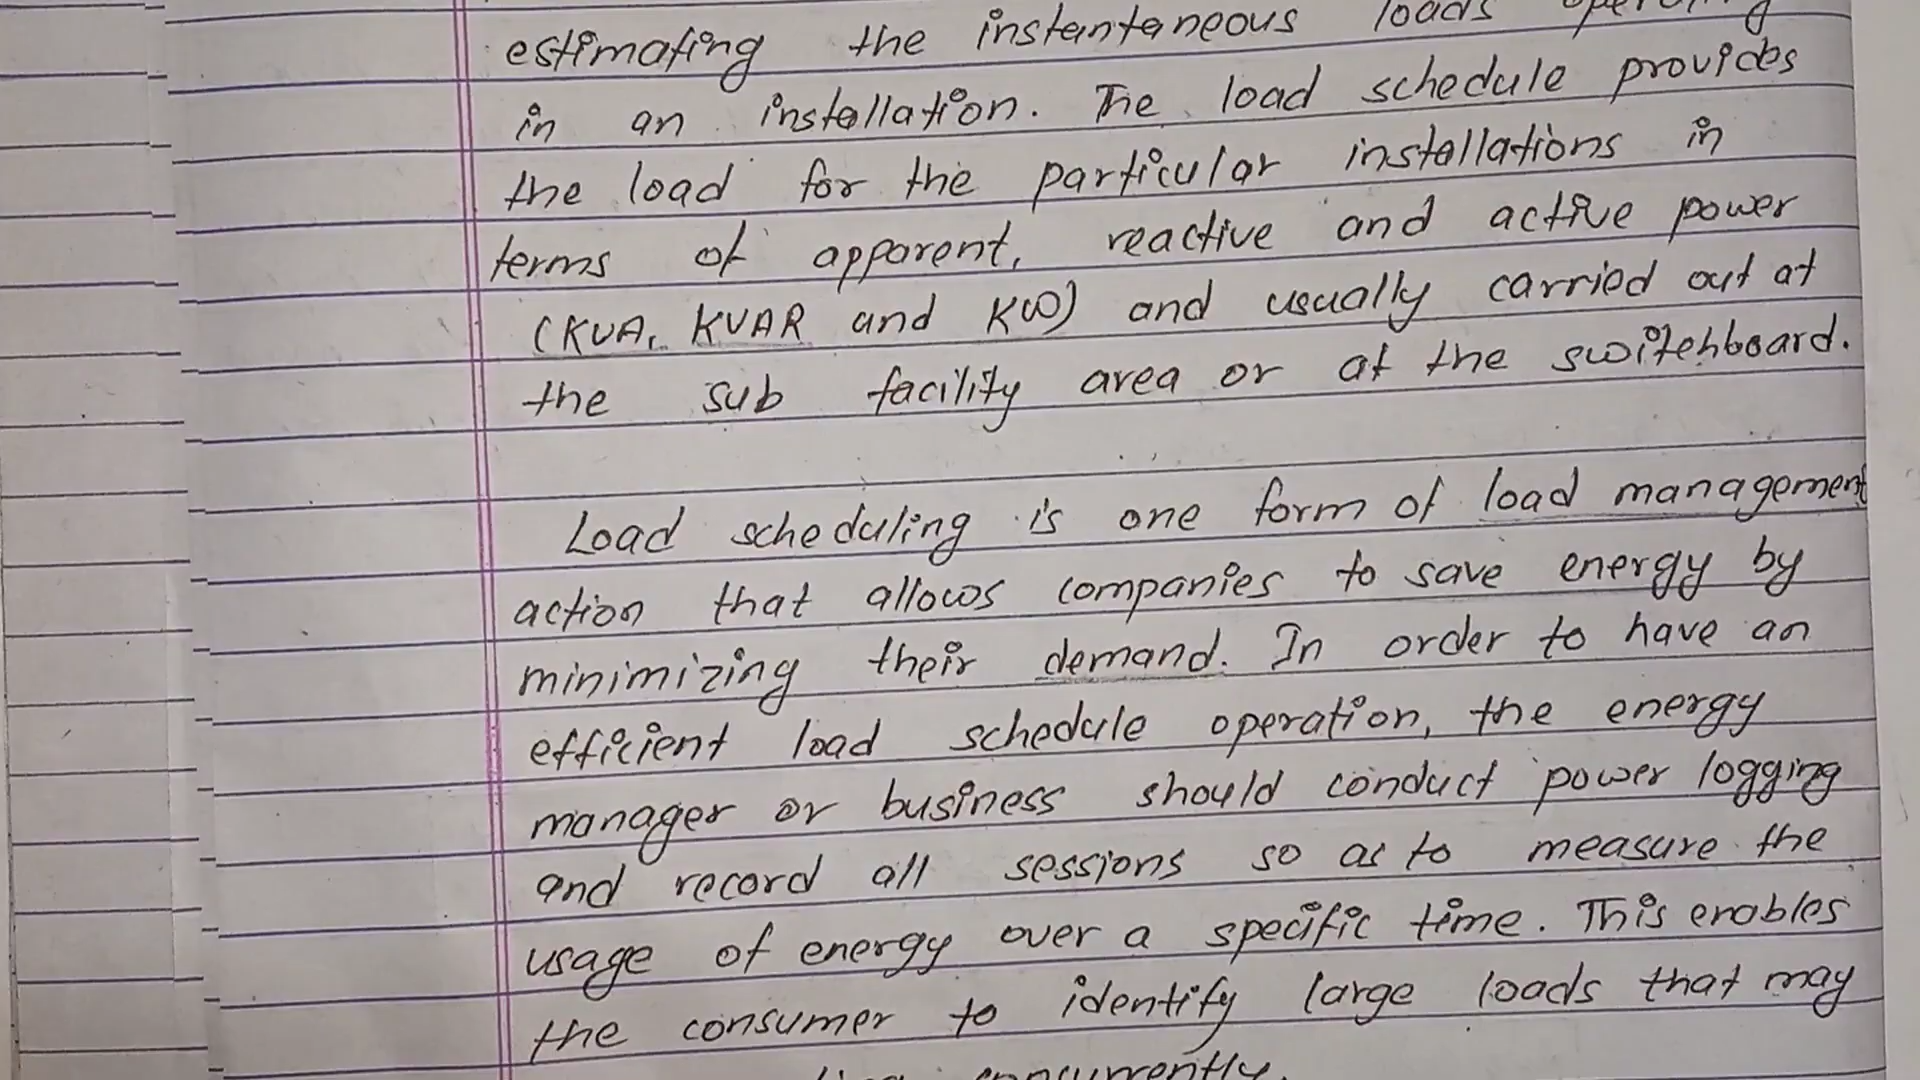 estimating the instantaneous loads operating
in an installation. The load schedule provides
the load for the particular installations in
terms of apparent, reactive and active power
(KVA, KVAR and KW) and usually carried out at
the sub facility area or at the switchboard.
Load scheduling is one form of load management
action that allows companies to save energy by
minimizing their demand. In order to have an
efficient load schedule operation, the energy
manager or business should conduct power logging
and record all sessions so as to measure the
usage of energy over a specific time. This enables
the consumer to identify large loads that may
concurrently.